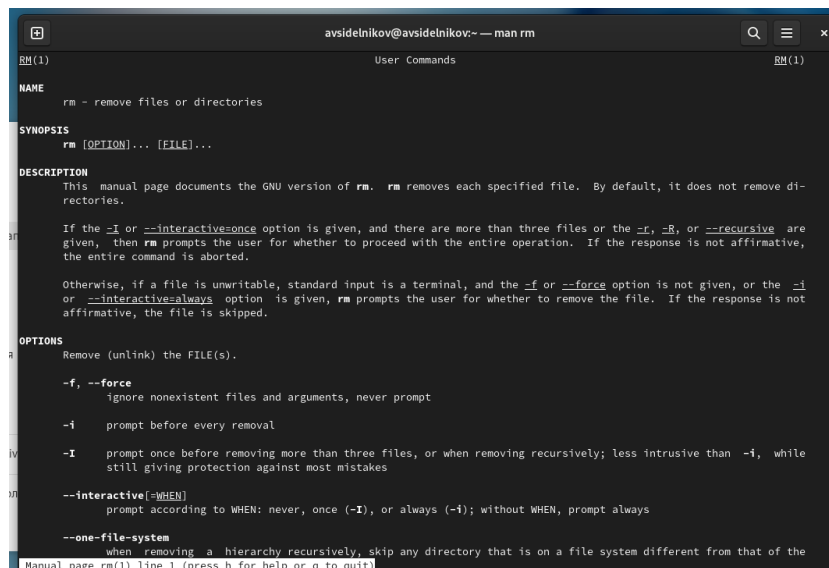 avsidelnikov@avsidelnikov:~ — man rm
RM(1) User Commands RM(1)
NAME
rm - remove files or directories
SYNOPSIS
rm [OPTION]... [FILE]...
DESCRIPTION
This manual page documents the GNU version of rm. rm removes each specified file. By default, it does not remove di-
rectories.
If the -I or --interactive=once option is given, and there are more than three files or the -r, -R, or --recursive are
given, then rm prompts the user for whether to proceed with the entire operation. If the response is not affirmative,
the entire command is aborted.
Otherwise, if a file is unwritable, standard input is a terminal, and the -f or --force option is not given, or the -i
or --interactive=always option is given, rm prompts the user for whether to remove the file. If the response is not
affirmative, the file is skipped.
OPTIONS
Remove (unlink) the FILE(s).
-f, --force
ignore nonexistent files and arguments, never prompt
-i prompt before every removal
-I prompt once before removing more than three files, or when removing recursively; less intrusive than -i, while
still giving protection against most mistakes
--interactive[=WHEN]
prompt according to WHEN: never, once (-I), or always (-i); without WHEN, prompt always
--one-file-system
when removing a hierarchy recursively, skip any directory that is on a file system different from that of the
Manual page rm(1) line 1 (press h for help or q to quit)